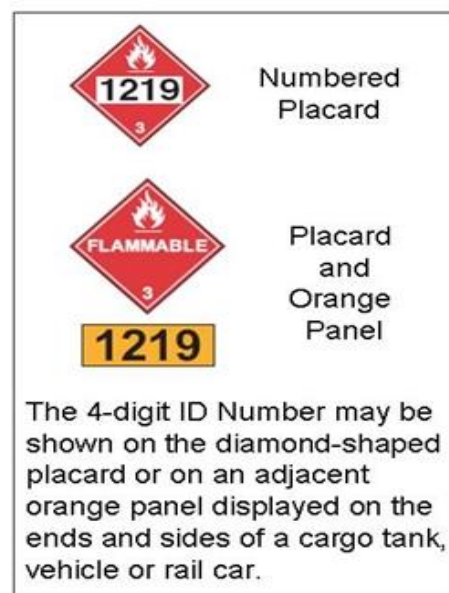 1219
3
Numbered
Placard
FLAMMABLE
3
1219
Placard
and
Orange
Panel
The 4-digit ID Number may be
shown on the diamond-shaped
placard or on an adjacent
orange panel displayed on the
ends and sides of a cargo tank,
vehicle or rail car.